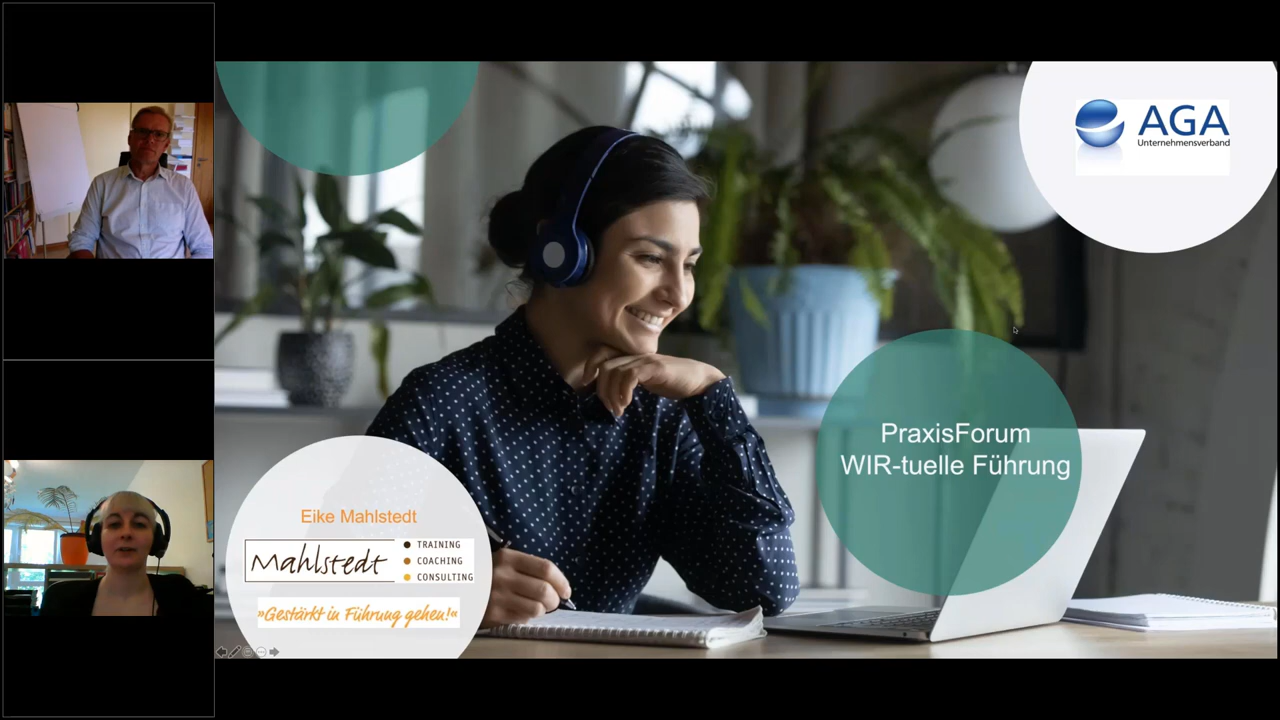 AGA
Unternehmensverband
PraxisForum
WIR-tuelle Führung
Eike Mahlstedt
Mahlstedt
TRAINING
COACHING
CONSULTING
»Gestärkt in Führung gehen!«